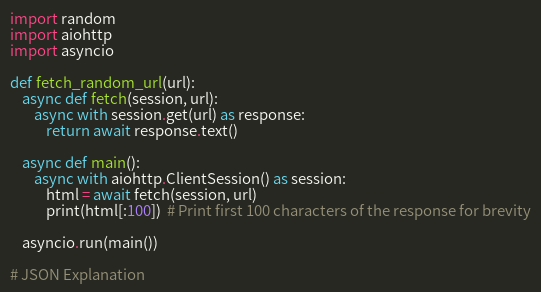 import random
import aiohttp
import asyncio
def fetch_random_url(url):
async def fetch(session, url):
async with session.get(url) as response:
return await response.text()
async def main():
async with aiohttp.ClientSession() as session:
html = await fetch(session, url)
print(html[:100])  # Print first 100 characters of the response for brevity
asyncio.run(main())
# JSON Explanation